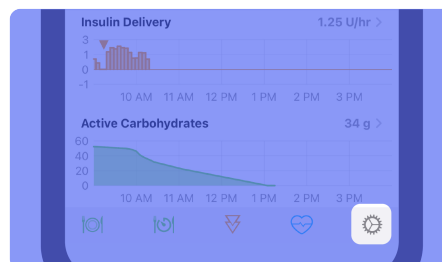 Insulin Delivery 1.25 U/hr >
3
1
0
-1
10 AM 11 AM 12 PM 1 PM 2 PM 3 PM
Active Carbohydrates 34 g >
60
40
20
0
10 AM 11 AM 12 PM 1 PM 2 PM 3 PM